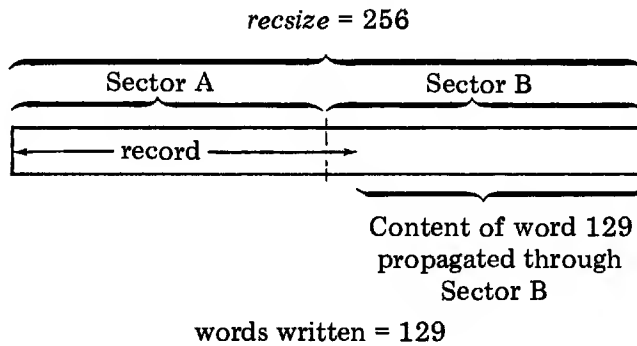 recsize = 256
Sector A Sector B
record
Content of word 129
propagated through
Sector B
words written = 129